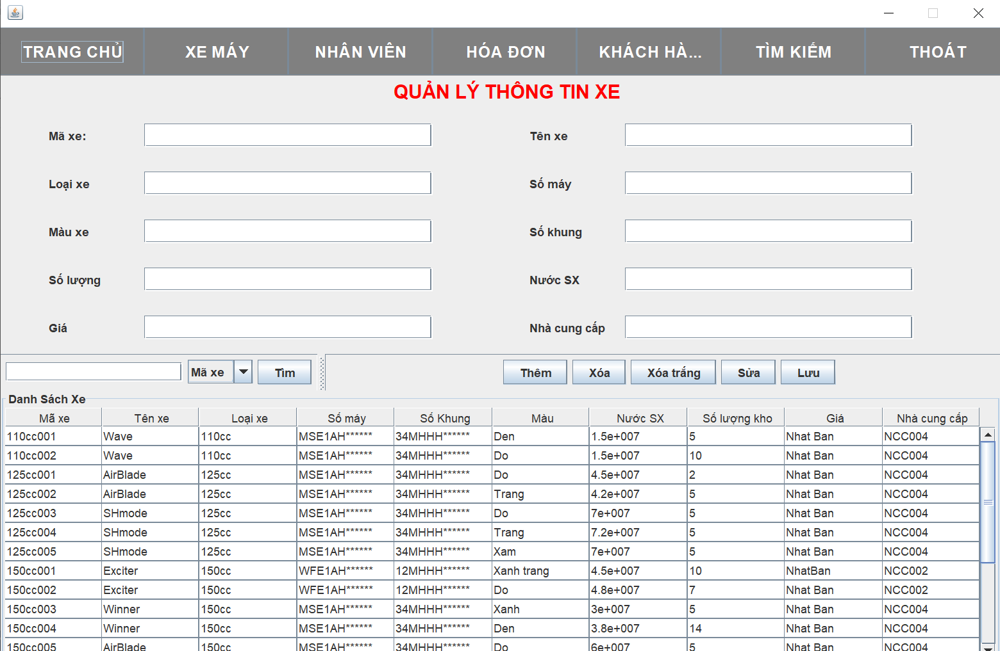 TRANG CHỦ XE MÁY NHÂN VIÊN HÓA ĐƠN KHÁCH HÀ... TÌM KIẾM THOÁT
QUẢN LÝ THÔNG TIN XE
Mã xe: Tên xe
Loại xe Số máy
Màu xe Số khung
Số lượng Nước SX
Giá Nhà cung cấp
Mã xe Tìm Thêm Xóa Xóa trắng Sửa Lưu
Danh Sách Xe
Mã xe Tên xe Loại xe Số máy Số Khung Màu Nước SX Số lượng kho Giá Nhà cung cấp
110cc001 Wave 110cc MSE1AH****** 34MHHH****** Den 1.5e+007 5 Nhat Ban NCC004
110cc002 Wave 110cc MSE1AH****** 34MHHH****** Do 1.5e+007 10 Nhat Ban NCC004
125cc001 AirBlade 125cc MSE1AH****** 34MHHH****** Do 4.5e+007 2 Nhat Ban NCC004
125cc002 AirBlade 125cc MSE1AH****** 34MHHH****** Trang 4.2e+007 5 Nhat Ban NCC004
125cc003 SHmode 125cc MSE1AH****** 34MHHH****** Do 7e+007 5 Nhat Ban NCC004
125cc004 SHmode 125cc MSE1AH****** 34MHHH****** Trang 7.2e+007 5 Nhat Ban NCC004
125cc005 SHmode 125cc MSE1AH****** 34MHHH****** Xam 7e+007 5 Nhat Ban NCC004
150cc001 Exciter 150cc WFE1AH****** 12MHHH****** Xanh trang 4.5e+007 10 NhatBan NCC002
150cc002 Exciter 150cc WFE1AH****** 12MHHH****** Do 4.8e+007 7 Nhat Ban NCC002
150cc003 Winner 150cc MSE1AH****** 34MHHH****** Xanh 3e+007 5 Nhat Ban NCC004
150cc004 Winner 150cc MSE1AH****** 34MHHH****** Den 3.8e+007 14 Nhat Ban NCC004
150cc005 AirBlade 150cc MSE1AH****** 34MHHH****** Do 6e+007 5 Nhat Ban NCC004